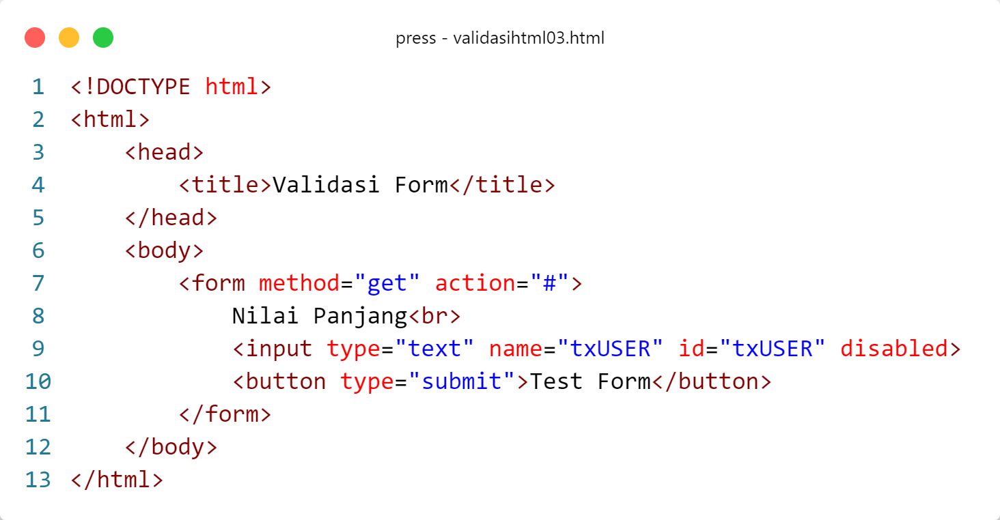 press - validasihtml03.html
1 <!DOCTYPE html>
2 <html>
3     <head>
4         <title>Validasi Form</title>
5     </head>
6     <body>
7         <form method="get" action="#">
8             Nilai Panjang<br>
9             <input type="text" name="txUSER" id="txUSER" disabled>
10             <button type="submit">Test Form</button>
11         </form>
12     </body>
13 </html>